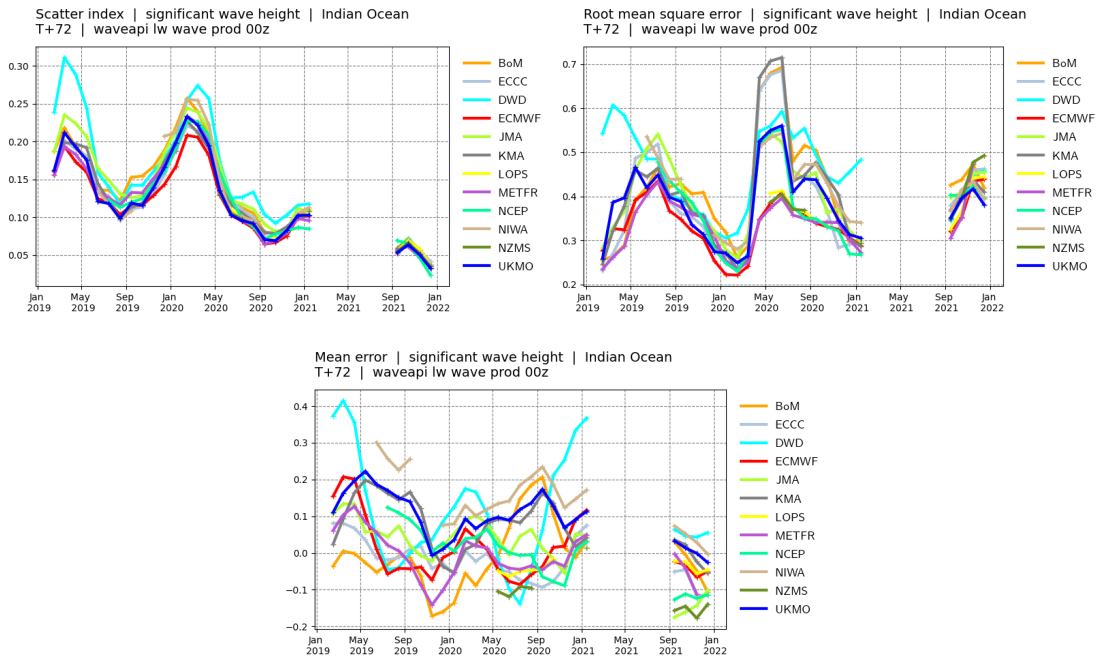 Scatter index | significant wave height | Indian Ocean
T+72 | waveapi lw wave prod 00z
0.30
0.25
0.20
0.15
0.10
0.05
Jan 2019
May 2019
Sep 2019
Jan 2020
May 2020
Sep 2020
Jan 2021
May 2021
Sep 2021
Jan 2022
BoM
ECCC
DWD
ECMWF
JMA
KMA
LOPS
METFR
NCEP
NIWA
NZMS
UKMO
Root mean square error | significant wave height | Indian Ocean
T+72 | waveapi lw wave prod 00z
0.7
0.6
0.5
0.4
0.3
0.2
Jan 2019
May 2019
Sep 2019
Jan 2020
May 2020
Sep 2020
Jan 2021
May 2021
Sep 2021
Jan 2022
BoM
ECCC
DWD
ECMWF
JMA
KMA
LOPS
METFR
NCEP
NIWA
NZMS
UKMO
Mean error | significant wave height | Indian Ocean
T+72 | waveapi lw wave prod 00z
0.4
0.3
0.2
0.1
0.0
−0.1
−0.2
Jan 2019
May 2019
Sep 2019
Jan 2020
May 2020
Sep 2020
Jan 2021
May 2021
Sep 2021
Jan 2022
BoM
ECCC
DWD
ECMWF
JMA
KMA
LOPS
METFR
NCEP
NIWA
NZMS
UKMO